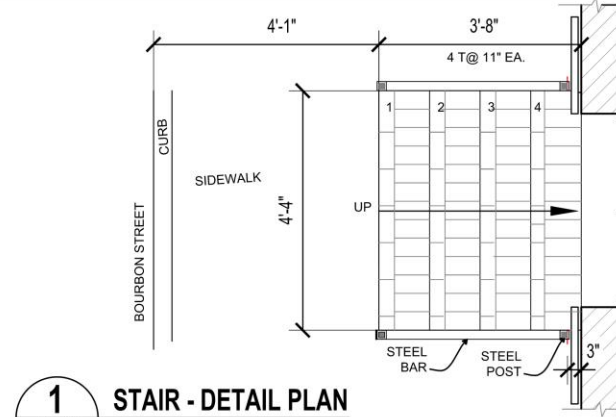 4'-1"
3'-8"
4 T@ 11" EA.
1 2 3 4
CURB
SIDEWALK
4'-4"
UP
BOURBON STREET
STEEL
BAR
STEEL
POST
3"
1 STAIR - DETAIL PLAN